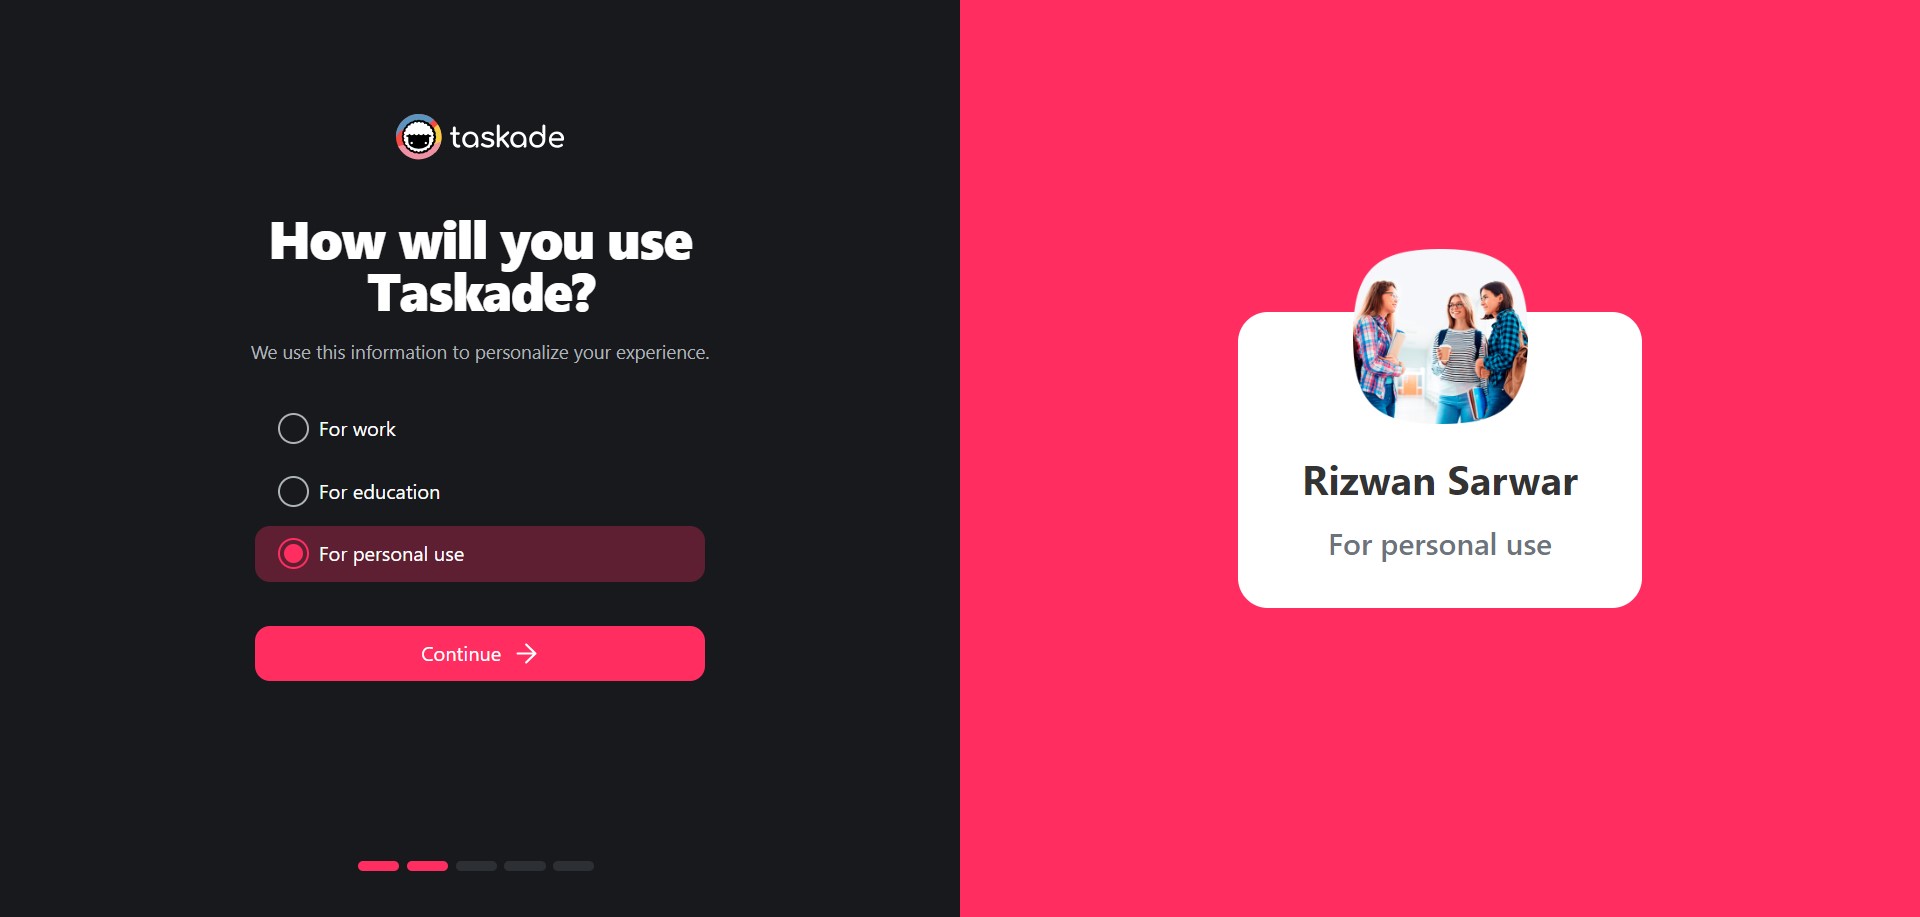 taskade
How will you use
Taskade?
We use this information to personalize your experience.
For work
For education
For personal use
Continue
Rizwan Sarwar
For personal use